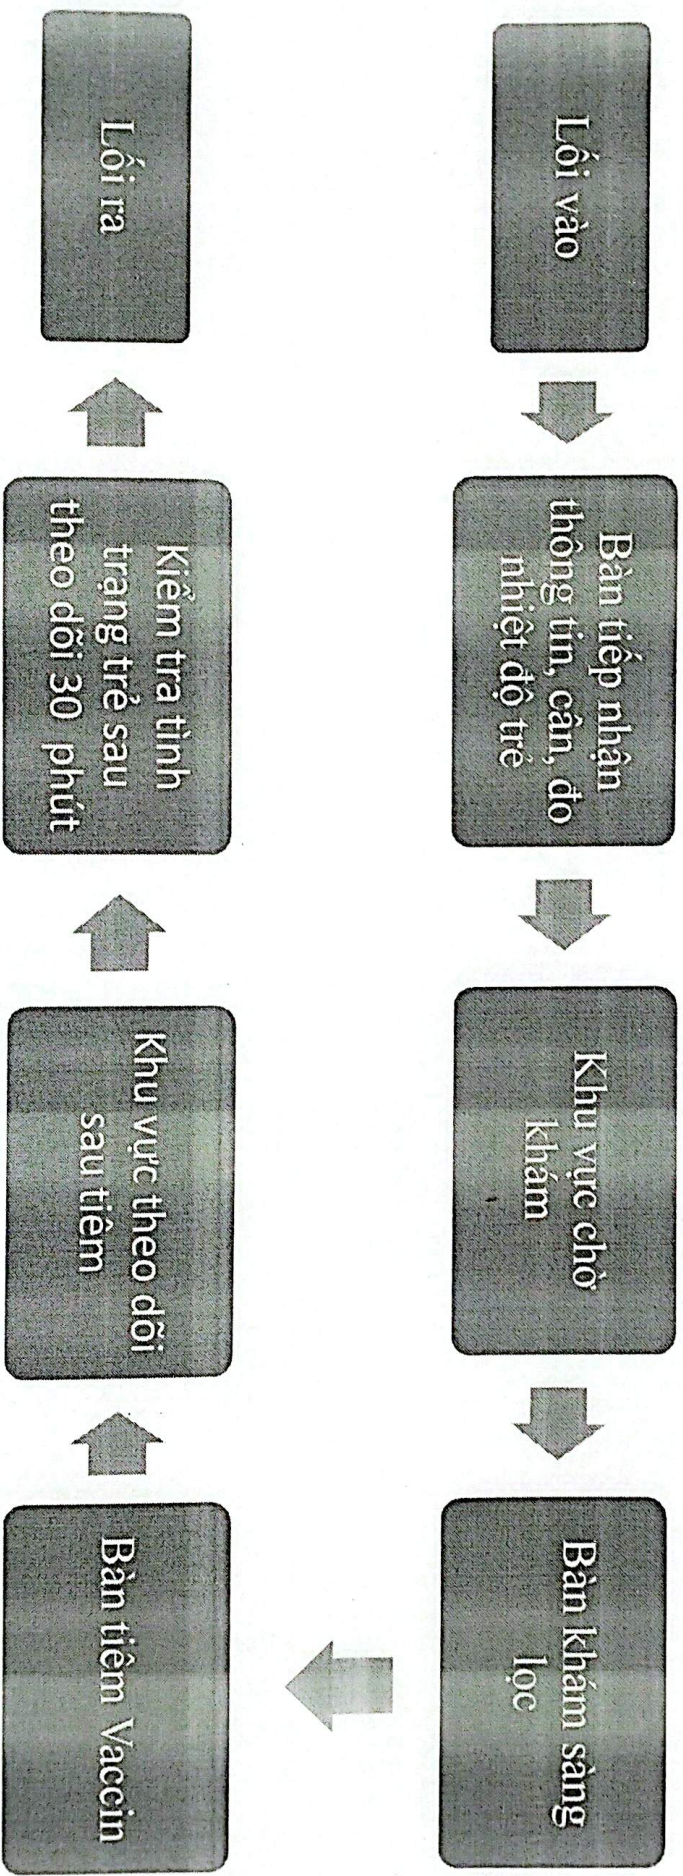 Lối vào
Bàn tiếp nhận
thông tin, cân, đo
nhiệt độ trẻ
Khu vực chờ
khám
Bàn khám sàng
lọc
Bàn tiêm Vaccin
Khu vực theo dõi
sau tiêm
Kiểm tra tình
trạng trẻ sau
theo dõi 30 phút
Lối ra